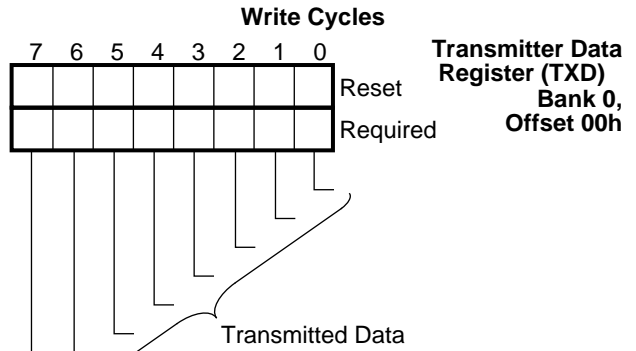 Write Cycles
7 6 5 4 3 2 1 0
Transmitter Data
Register (TXD)
Bank 0,
Offset 00h
Reset
Required
Transmitted Data